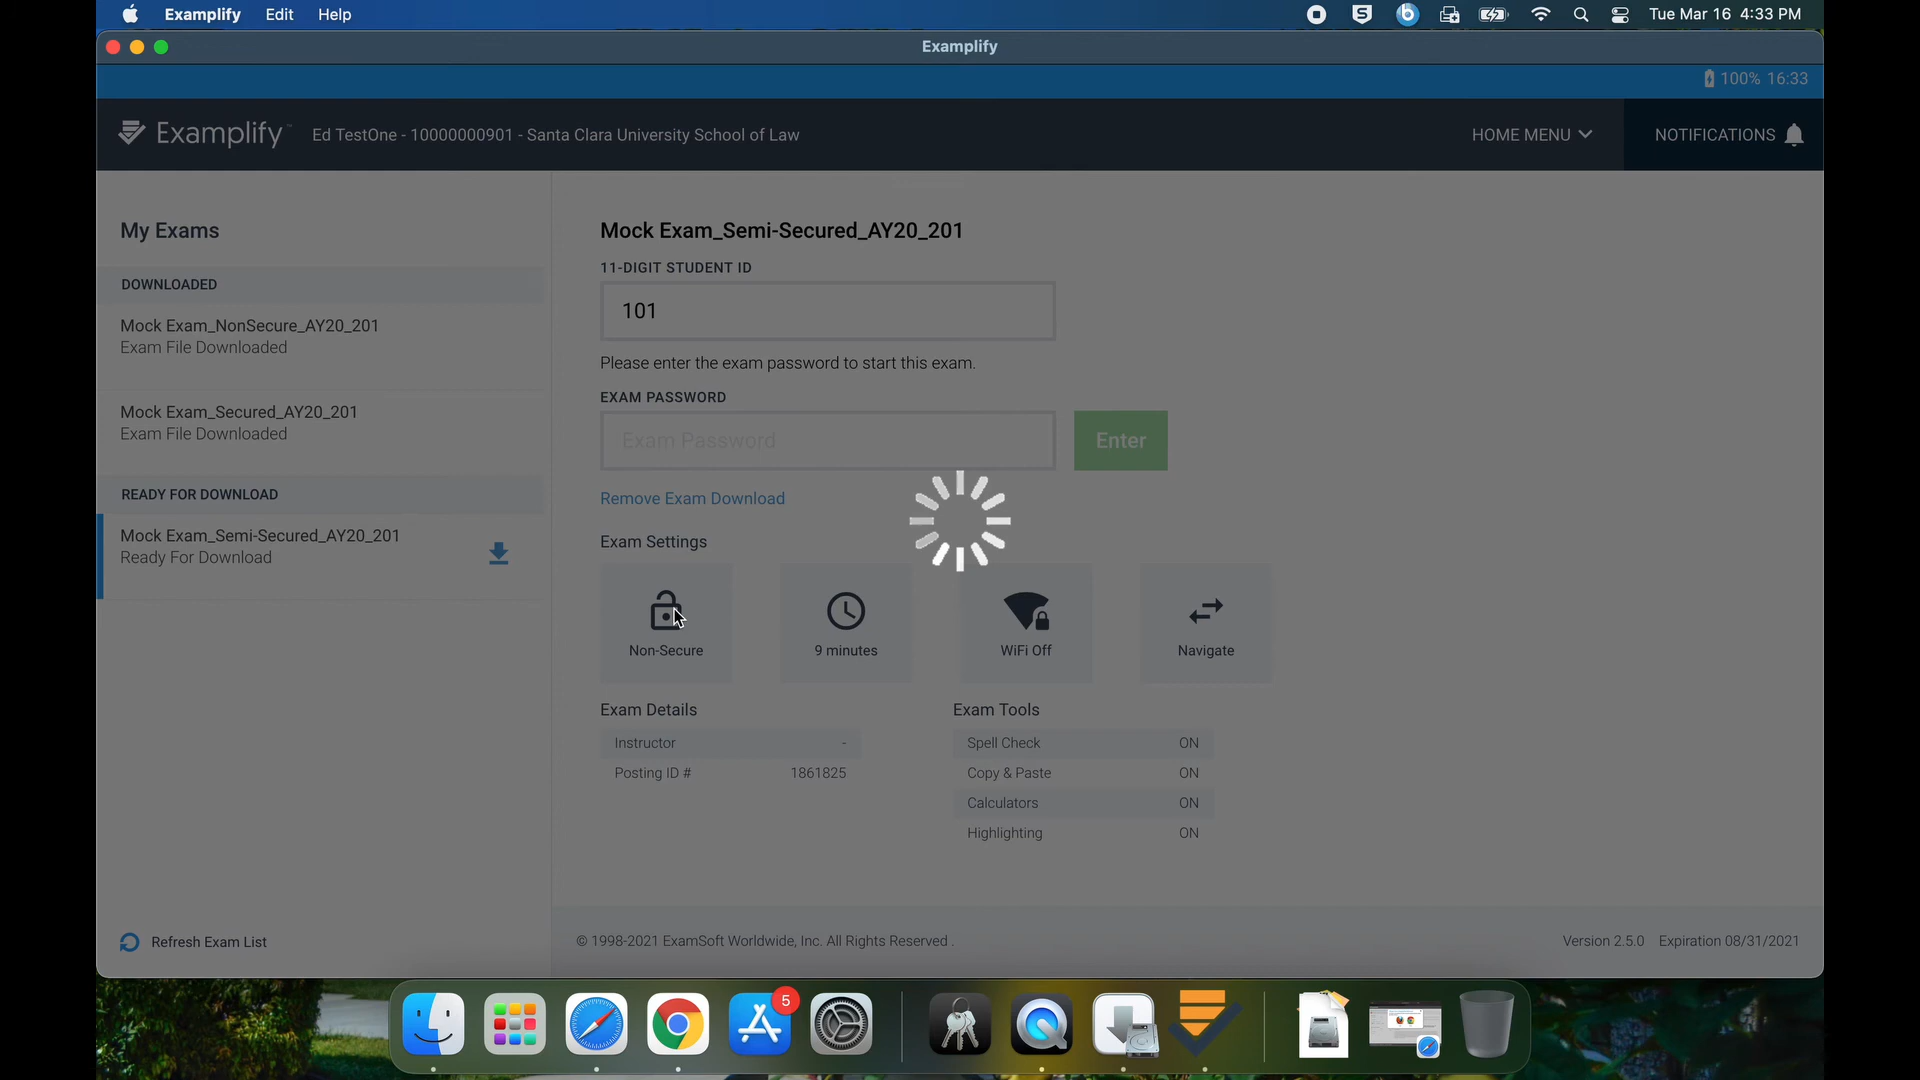 Examplify Edit Help
Tue Mar 16 4:33 PM
Examplify
100% 16:33
Examplify Ed TestOne - 10000000901 - Santa Clara University School of Law
HOME MENU
NOTIFICATIONS
My Exams
DOWNLOADED
Mock Exam_NonSecure_AY20_201
Exam File Downloaded
Mock Exam_Secured_AY20_201
Exam File Downloaded
READY FOR DOWNLOAD
Mock Exam_Semi-Secured_AY20_201
Ready For Download
Refresh Exam List
Mock Exam_Semi-Secured_AY20_201
11-DIGIT STUDENT ID
101
Please enter the exam password to start this exam.
EXAM PASSWORD
Exam Password
Enter
Remove Exam Download
Exam Settings
Non-Secure
9 minutes
WiFi Off
Navigate
Exam Details
Instructor -
Posting ID # 1861825
Exam Tools
Spell Check ON
Copy & Paste ON
Calculators ON
Highlighting ON
© 1998-2021 ExamSoft Worldwide, Inc. All Rights Reserved .
Version 2.5.0 Expiration 08/31/2021
5